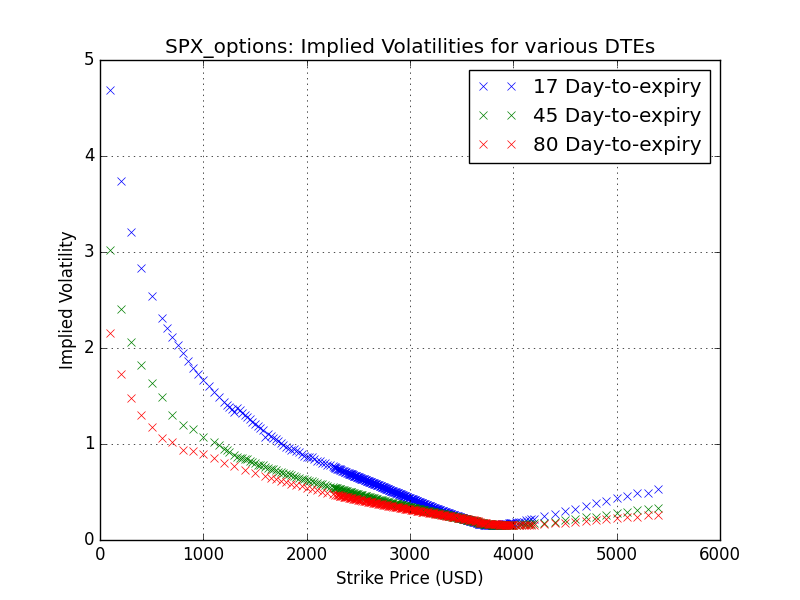 SPX_options: Implied Volatilities for various DTEs
5
4
3
2
1
0
Implied Volatility
17 Day-to-expiry
45 Day-to-expiry
80 Day-to-expiry
0 1000 2000 3000 4000 5000 6000
Strike Price (USD)